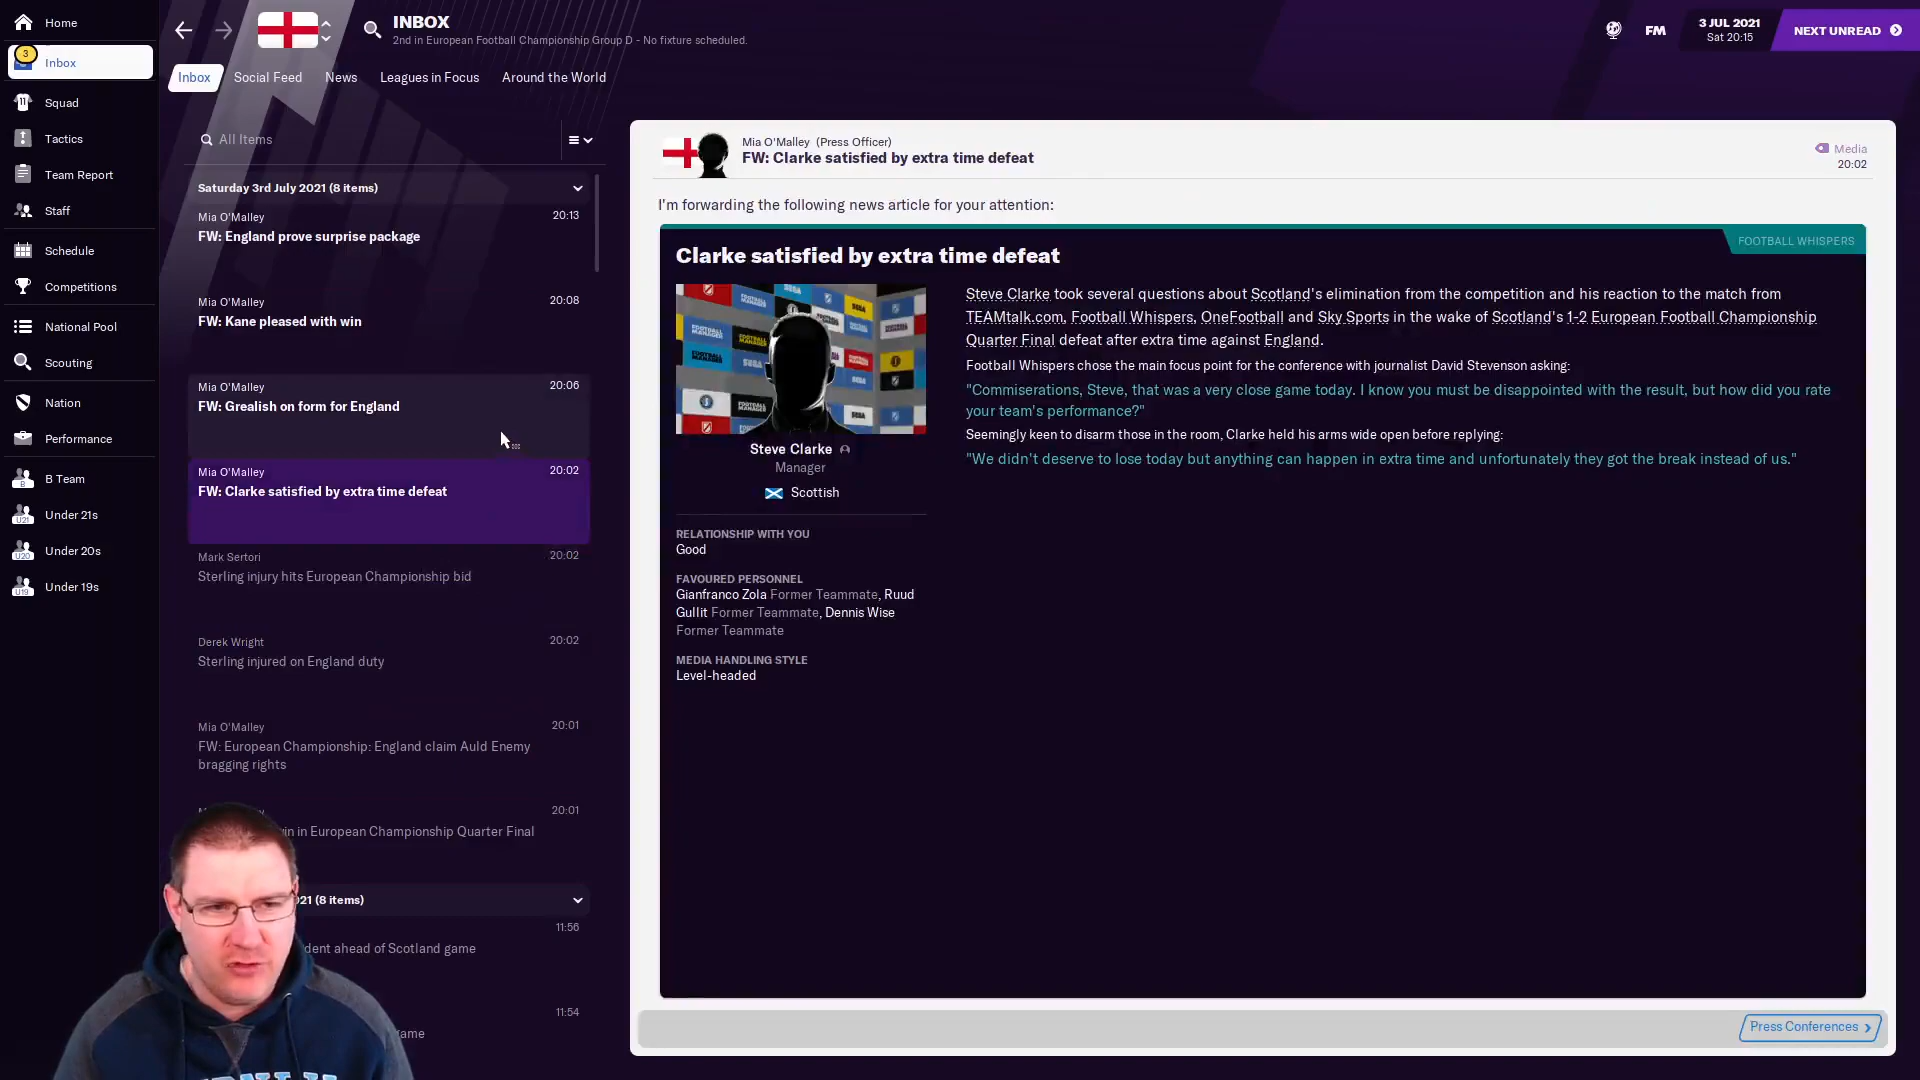 Home
3
Inbox
Squad
Tactics
Team Report
Staff
Schedule
Competitions
National Pool
Scouting
Nation
Performance
B Team
U21
Under 21s
U20
Under 20s
U19
Under 19s
INBOX
2nd in European Football Championship Group D - No fixture scheduled.
FM
3 JUL 2021
Sat 20:15
NEXT UNREAD
Inbox
Social Feed
News
Leagues in Focus
Around the World
All Items
Saturday 3rd July 2021 (8 items)
Mia O'Malley
20:13
FW: England prove surprise package
Mia O'Malley
20:08
FW: Kane pleased with win
Mia O'Malley
20:06
FW: Grealish on form for England
Mia O'Malley
20:02
FW: Clarke satisfied by extra time defeat
Mark Sertori
20:02
Sterling injury hits European Championship bid
Derek Wright
20:02
Sterling injured on England duty
Mia O'Malley
20:01
FW: European Championship: England claim Auld Enemy
bragging rights
20:01
in European Championship Quarter Final
21 (8 items)
11:56
ahead of Scotland game
11:54
game
Mia O'Malley (Press Officer)
FW: Clarke satisfied by extra time defeat
Media
20:02
I'm forwarding the following news article for your attention:
FOOTBALL WHISPERS
Clarke satisfied by extra time defeat
Steve Clarke took several questions about Scotland's elimination from the competition and his reaction to the match from
TEAMtalk.com, Football Whispers, OneFootball and Sky Sports in the wake of Scotland's 1-2 European Football Championship
Quarter Final defeat after extra time against England.
Football Whispers chose the main focus point for the conference with journalist David Stevenson asking:
"Commiserations, Steve, that was a very close game today. I know you must be disappointed with the result, but how did you rate
your team's performance?"
Seemingly keen to disarm those in the room, Clarke held his arms wide open before replying:
"We didn't deserve to lose today but anything can happen in extra time and unfortunately they got the break instead of us."
Steve Clarke
Manager
Scottish
RELATIONSHIP WITH YOU
Good
FAVOURED PERSONNEL
Gianfranco Zola Former Teammate, Ruud
Gullit Former Teammate, Dennis Wise
Former Teammate
MEDIA HANDLING STYLE
Level-headed
Press Conferences